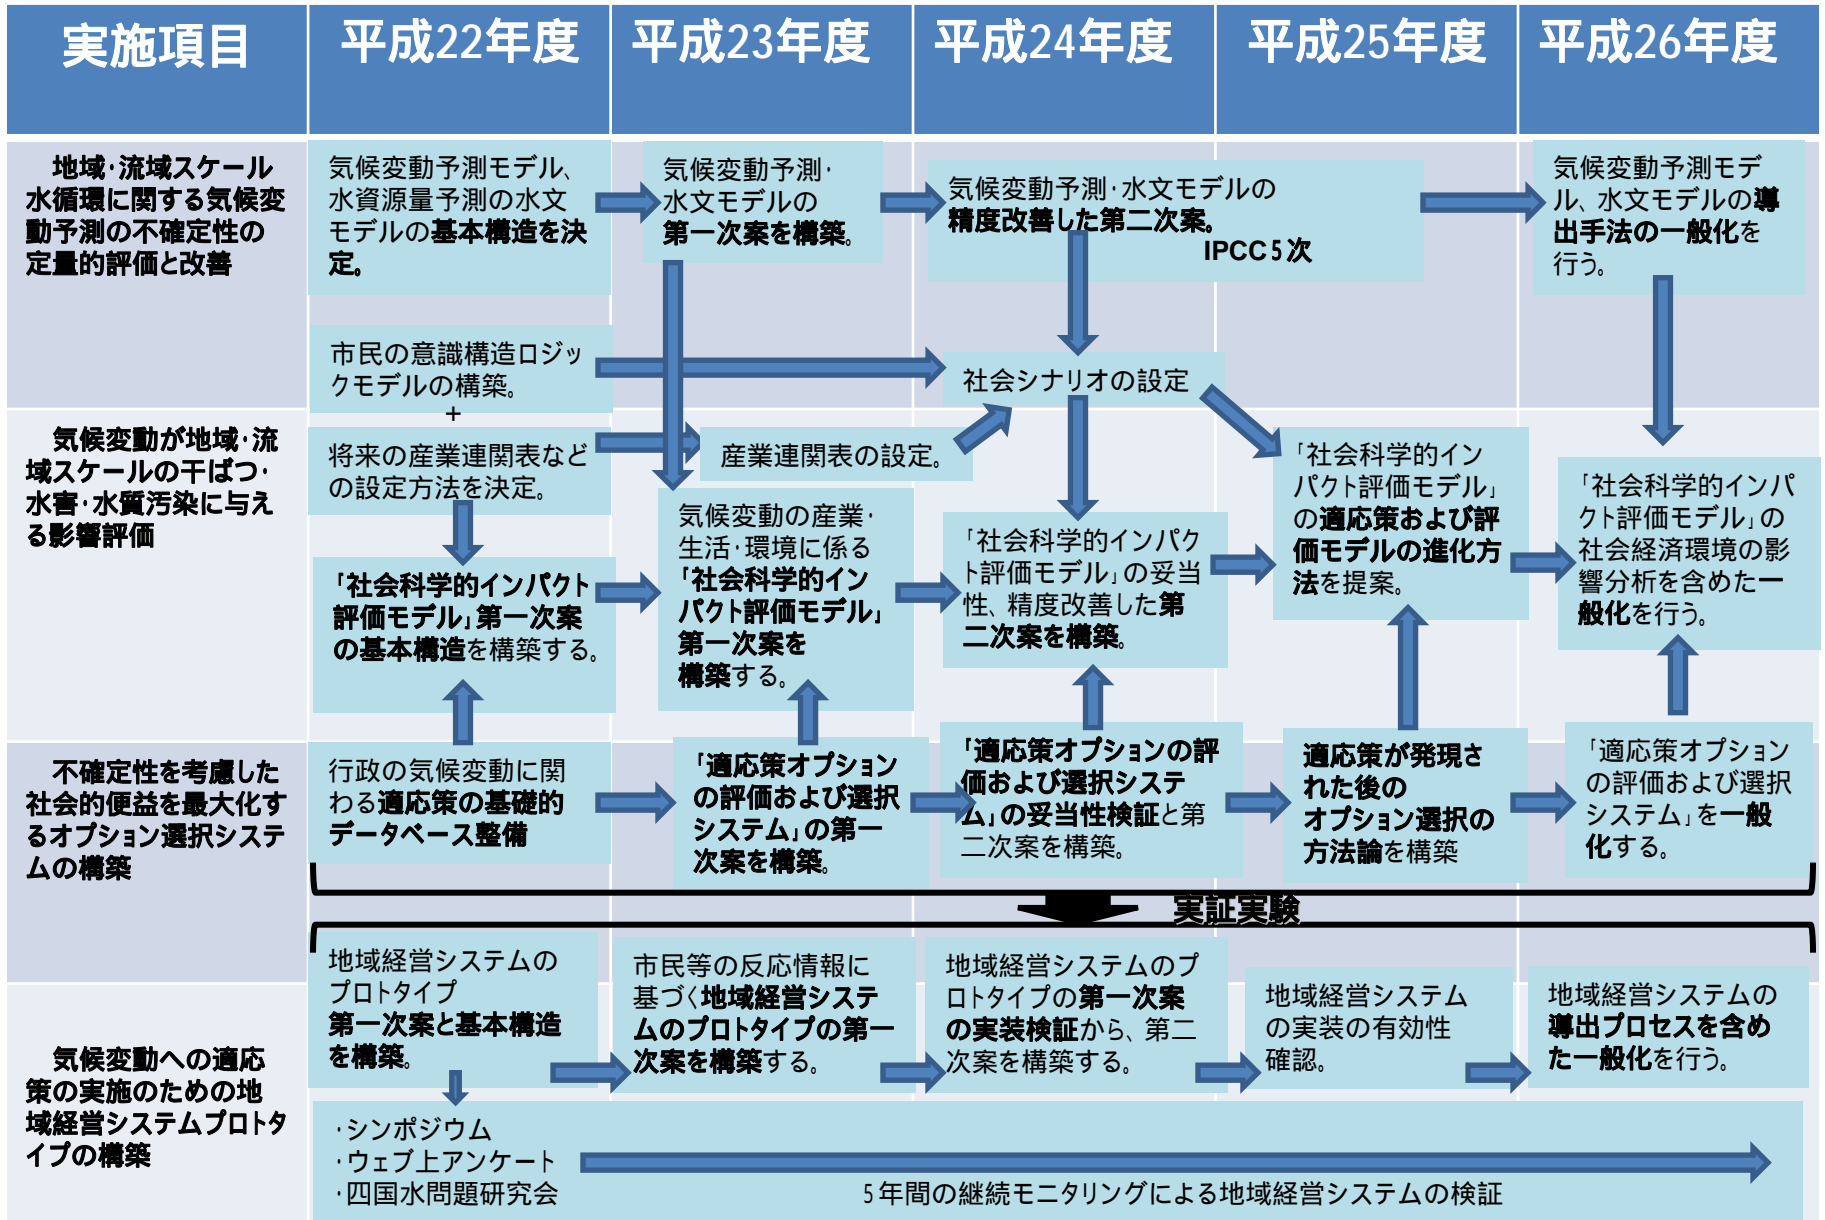 実施項目
平成22年度
平成23年度
平成24年度
平成25年度
平成26年度
地域・流域スケール
水循環に関する気候変
動予測の不確定性の
定量的評価と改善
気候変動予測モデル、
水資源量予測の水文
モデルの基本構造を決
定。
気候変動予測・
水文モデルの
第一次案を構築。
気候変動予測・水文モデルの
精度改善した第二次案。
IPCC5次
気候変動予測モデ
ル、水文モデルの導
出手法の一般化を
行う。
市民の意識構造ロジッ
クモデルの構築。
+
社会シナリオの設定
気候変動が地域・流
域スケールの干ばつ・
水害・水質汚染に与え
る影響評価
将来の産業連関表など
の設定方法を決定。
産業連関表の設定。
「社会科学的インパクト
評価モデル」第一次案
の基本構造を構築する。
気候変動の産業・
生活・環境に係る
「社会科学的イン
パクト評価モデル」
第一次案を
構築する。
「社会科学的インパク
ト評価モデル」の妥当
性、精度改善した第
二次案を構築。
「社会科学的イン
パクト評価モデル」
の適応策および評
価モデルの進化方
法を提案。
「社会科学的インパ
クト評価モデル」の
社会経済環境の影
響分析を含めた一
般化を行う。
不確定性を考慮した
社会的便益を最大化す
るオプション選択システ
ムの構築
行政の気候変動に関
わる適応策の基礎的
データベース整備
「適応策オプション
の評価および選択
システム」の第一
次案を構築。
「適応策オプションの評
価および選択システ
ム」の妥当性検証と第
二次案を構築。
適応策が発現さ
れた後の
オプション選択の
方法論を構築
「適応策オプション
の評価および選択
システム」を一般
化する。
実証実験
気候変動への適応
策の実施のための地
域経営システムプロトタ
イプの構築
地域経営システムの
プロトタイプ
第一次案と基本構造
を構築。
市民等の反応情報に
基づく地域経営システ
ムのプロトタイプの第一
次案を構築する。
地域経営システムのプ
ロトタイプの第一次案
の実装検証から、第二
次案を構築する。
地域経営システム
の実装の有効性
確認。
地域経営システムの
導出プロセスを含め
た一般化を行う。
・シンポジウム
・ウェブ上アンケート
・四国水問題研究会
5年間の継続モニタリングによる地域経営システムの検証